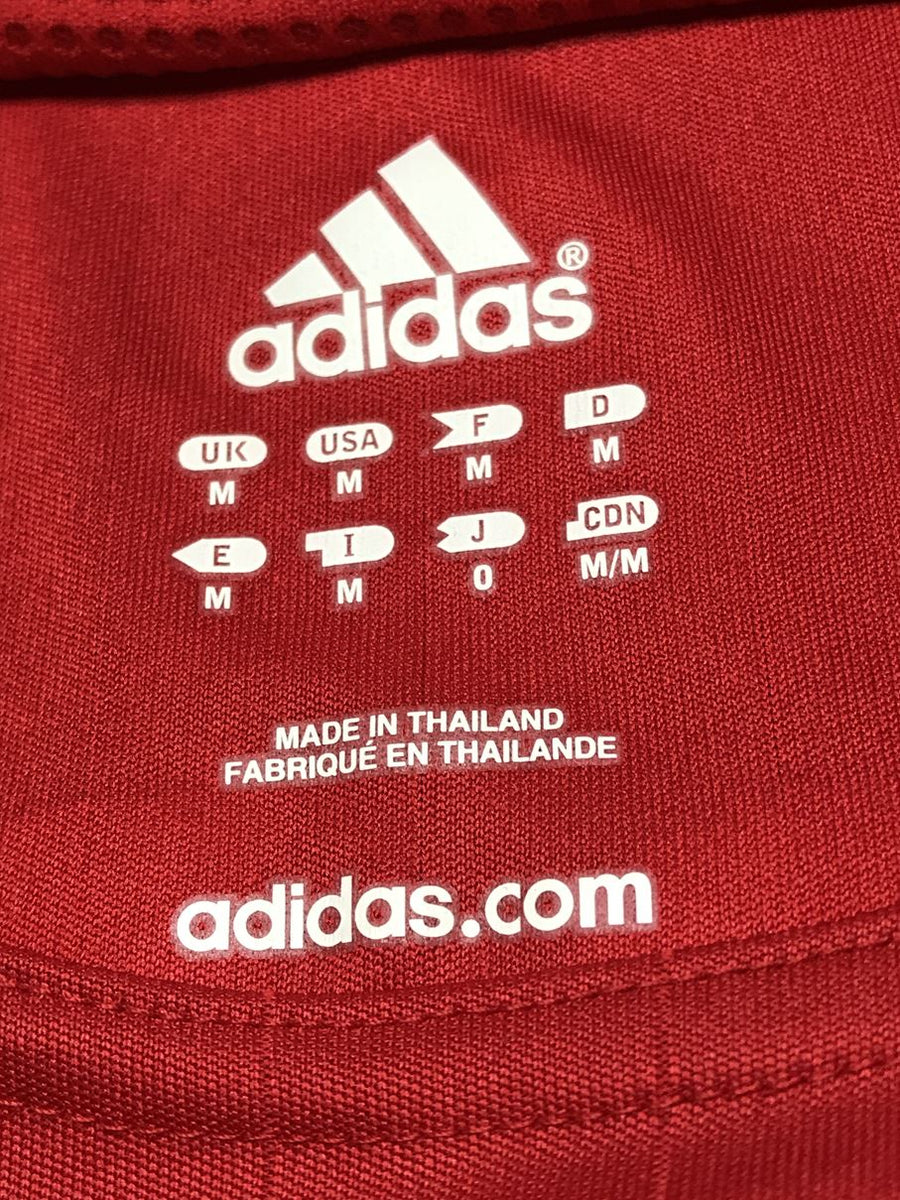 adidas®
UK USA F D
M M M M
E I J CDN
M M O M/M
MADE IN THAILAND
FABRIQUÉ EN THAILANDE
adidas.com